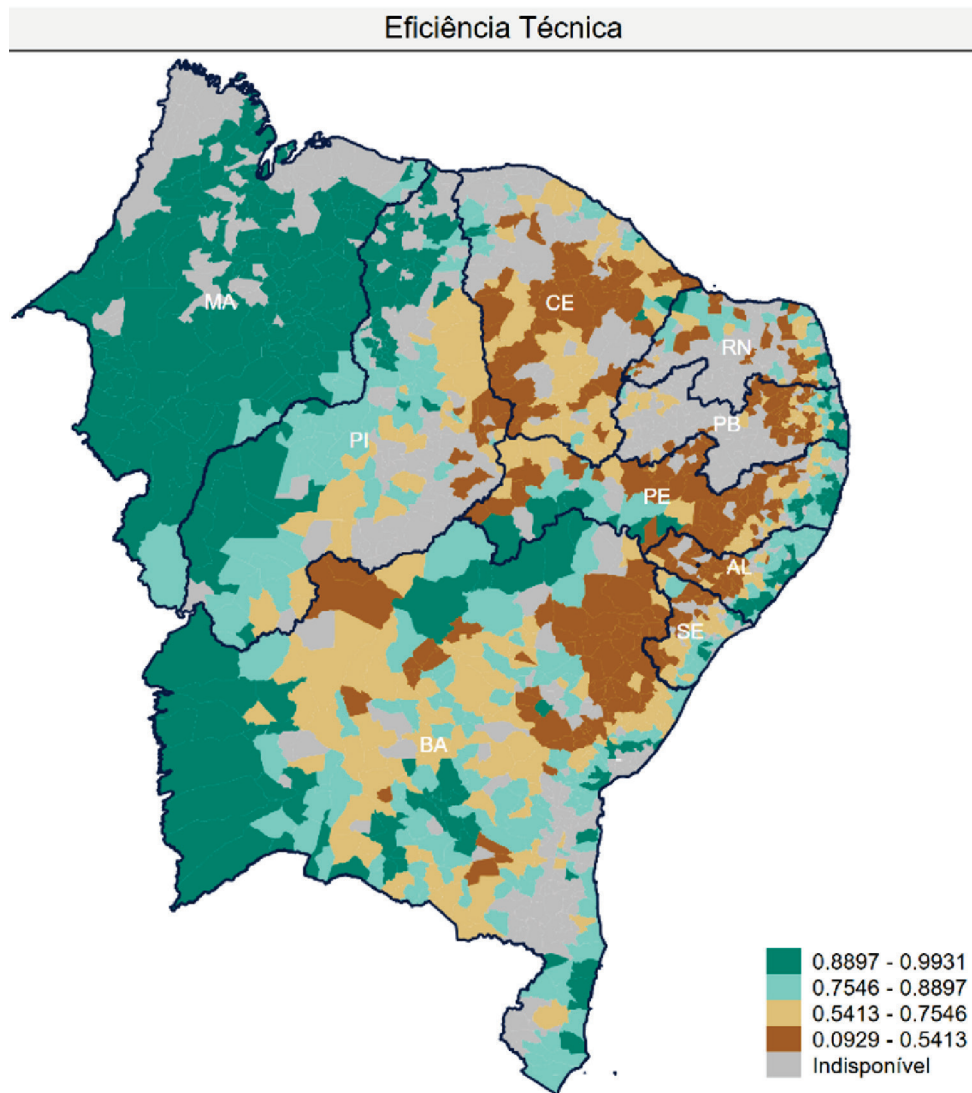 Eficiência Técnica
MA
CE
RN
PB
PI
PE
AL
SE
BA
0.8897 - 0.9931
0.7546 - 0.8897
0.5413 - 0.7546
0.0929 - 0.5413
Indisponível